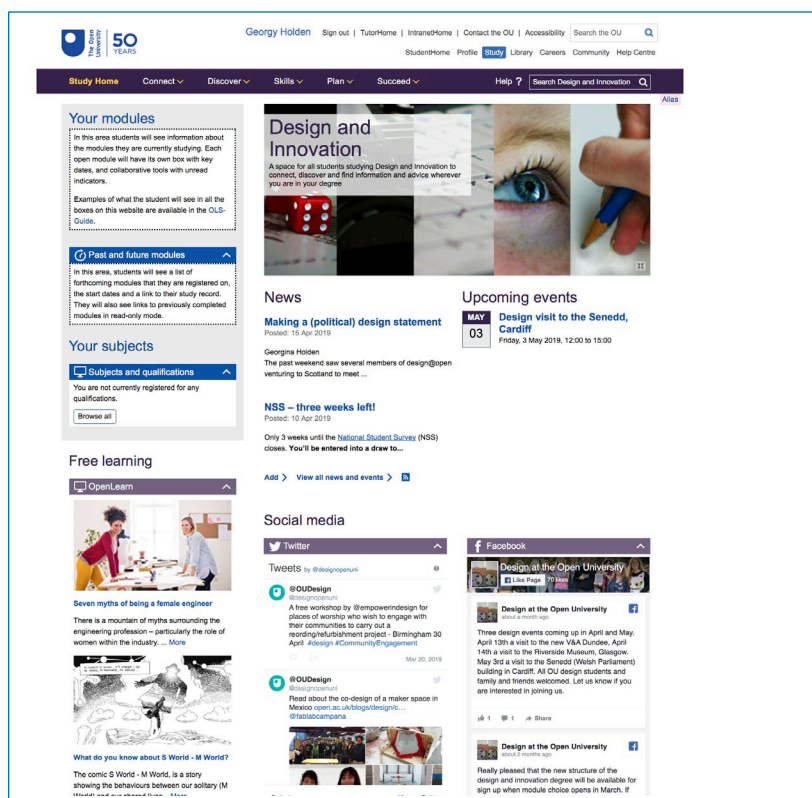 The Open
University
50
YEARS
Georgy Holden
Sign out | TutorHome | IntranetHome | Contact the OU | Accessibility
Search the OU
StudentHome Profile Study Library Careers Community Help Centre
Study Home Connect Discover Skills Plan Succeed
Help ? Search Design and Innovation
Alias
Your modules
In this area students will see information about
the modules they are currently studying. Each
open module will have its own box with key
dates, and collaborative tools with unread
indicators.
Examples of what the student will see in all the
boxes on this website are available in the OLS-
Guide.
Past and future modules
In this area, students will see a list of
forthcoming modules that they are registered on,
the start dates and a link to their study record.
They will also see links to previously completed
modules in read-only mode.
Your subjects
Subjects and qualifications
You are not currently registered for any
qualifications.
Browse all
Free learning
OpenLearn
Seven myths of being a female engineer
There is a mountain of myths surrounding the
engineering profession – particularly the role of
women within the industry. ... More
What do you know about S World - M World?
The comic S World - M World, is a story
showing the behaviours between our solitary (M
World) and our shared lives... More
Design and
Innovation
A space for all students studying Design and Innovation to
connect, discover and find information and advice wherever
you are in your degree
News
Making a (political) design statement
Posted: 15 Apr 2019
Georgina Holden
The past weekend saw several members of design@open
venturing to Scotland to meet ...
NSS – three weeks left!
Posted: 10 Apr 2019
Only 3 weeks until the National Student Survey (NSS)
closes. You'll be entered into a draw to...
Add View all news and events
Upcoming events
MAY
03
Design visit to the Senedd,
Cardiff
Friday, 3 May 2019, 12:00 to 15:00
Social media
Twitter
Tweets by @designopenuni
@OUDesign
@designopenuni
A free workshop by @empowerindesign for
places of worship who wish to engage with
their communities to carry out a
reording/refurbishment project - Birmingham 30
April #design #CommunityEngagement
Mar 20, 2019
@OUDesign
@designopenuni
Read about the co-design of a maker space in
Mexico open.ac.uk/blogs/design/c…
@fablabcampana
Facebook
Design at the Open University
Like Page 70 likes
Design at the Open University
about a month ago
Three design events coming up in April and May.
April 13th a visit to the new V&A Dundee, April
14th a visit to the Riverside Museum, Glasgow.
May 3rd a visit to the Senedd (Welsh Parliament)
building in Cardiff. All OU design students and
family and friends welcomed. Let us know if you
are interested in joining us.
1 1 Share
Design at the Open University
about 2 months ago
Really pleased that the new structure of the
design and innovation degree will be available for
sign up when module choice opens in March. If